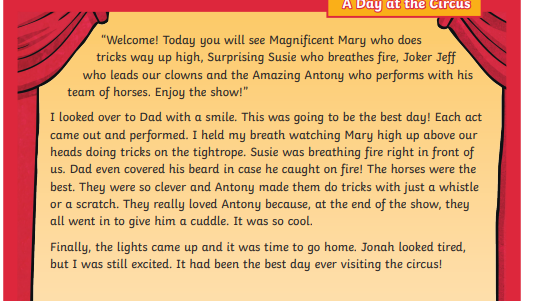 A Day at the Circus
“Welcome! Today you will see Magnificent Mary who does
tricks way up high, Surprising Susie who breathes fire, Joker Jeff
who leads our clowns and the Amazing Antony who performs with his
team of horses. Enjoy the show!”
I looked over to Dad with a smile. This was going to be the best day! Each act
came out and performed. I held my breath watching Mary high up above our
heads doing tricks on the tightrope. Susie was breathing fire right in front of
us. Dad even covered his beard in case he caught on fire! The horses were the
best. They were so clever and Antony made them do tricks with just a whistle
or a scratch. They really loved Antony because, at the end of the show, they
all went in to give him a cuddle. It was so cool.
Finally, the lights came up and it was time to go home. Jonah looked tired,
but I was still excited. It had been the best day ever visiting the circus!